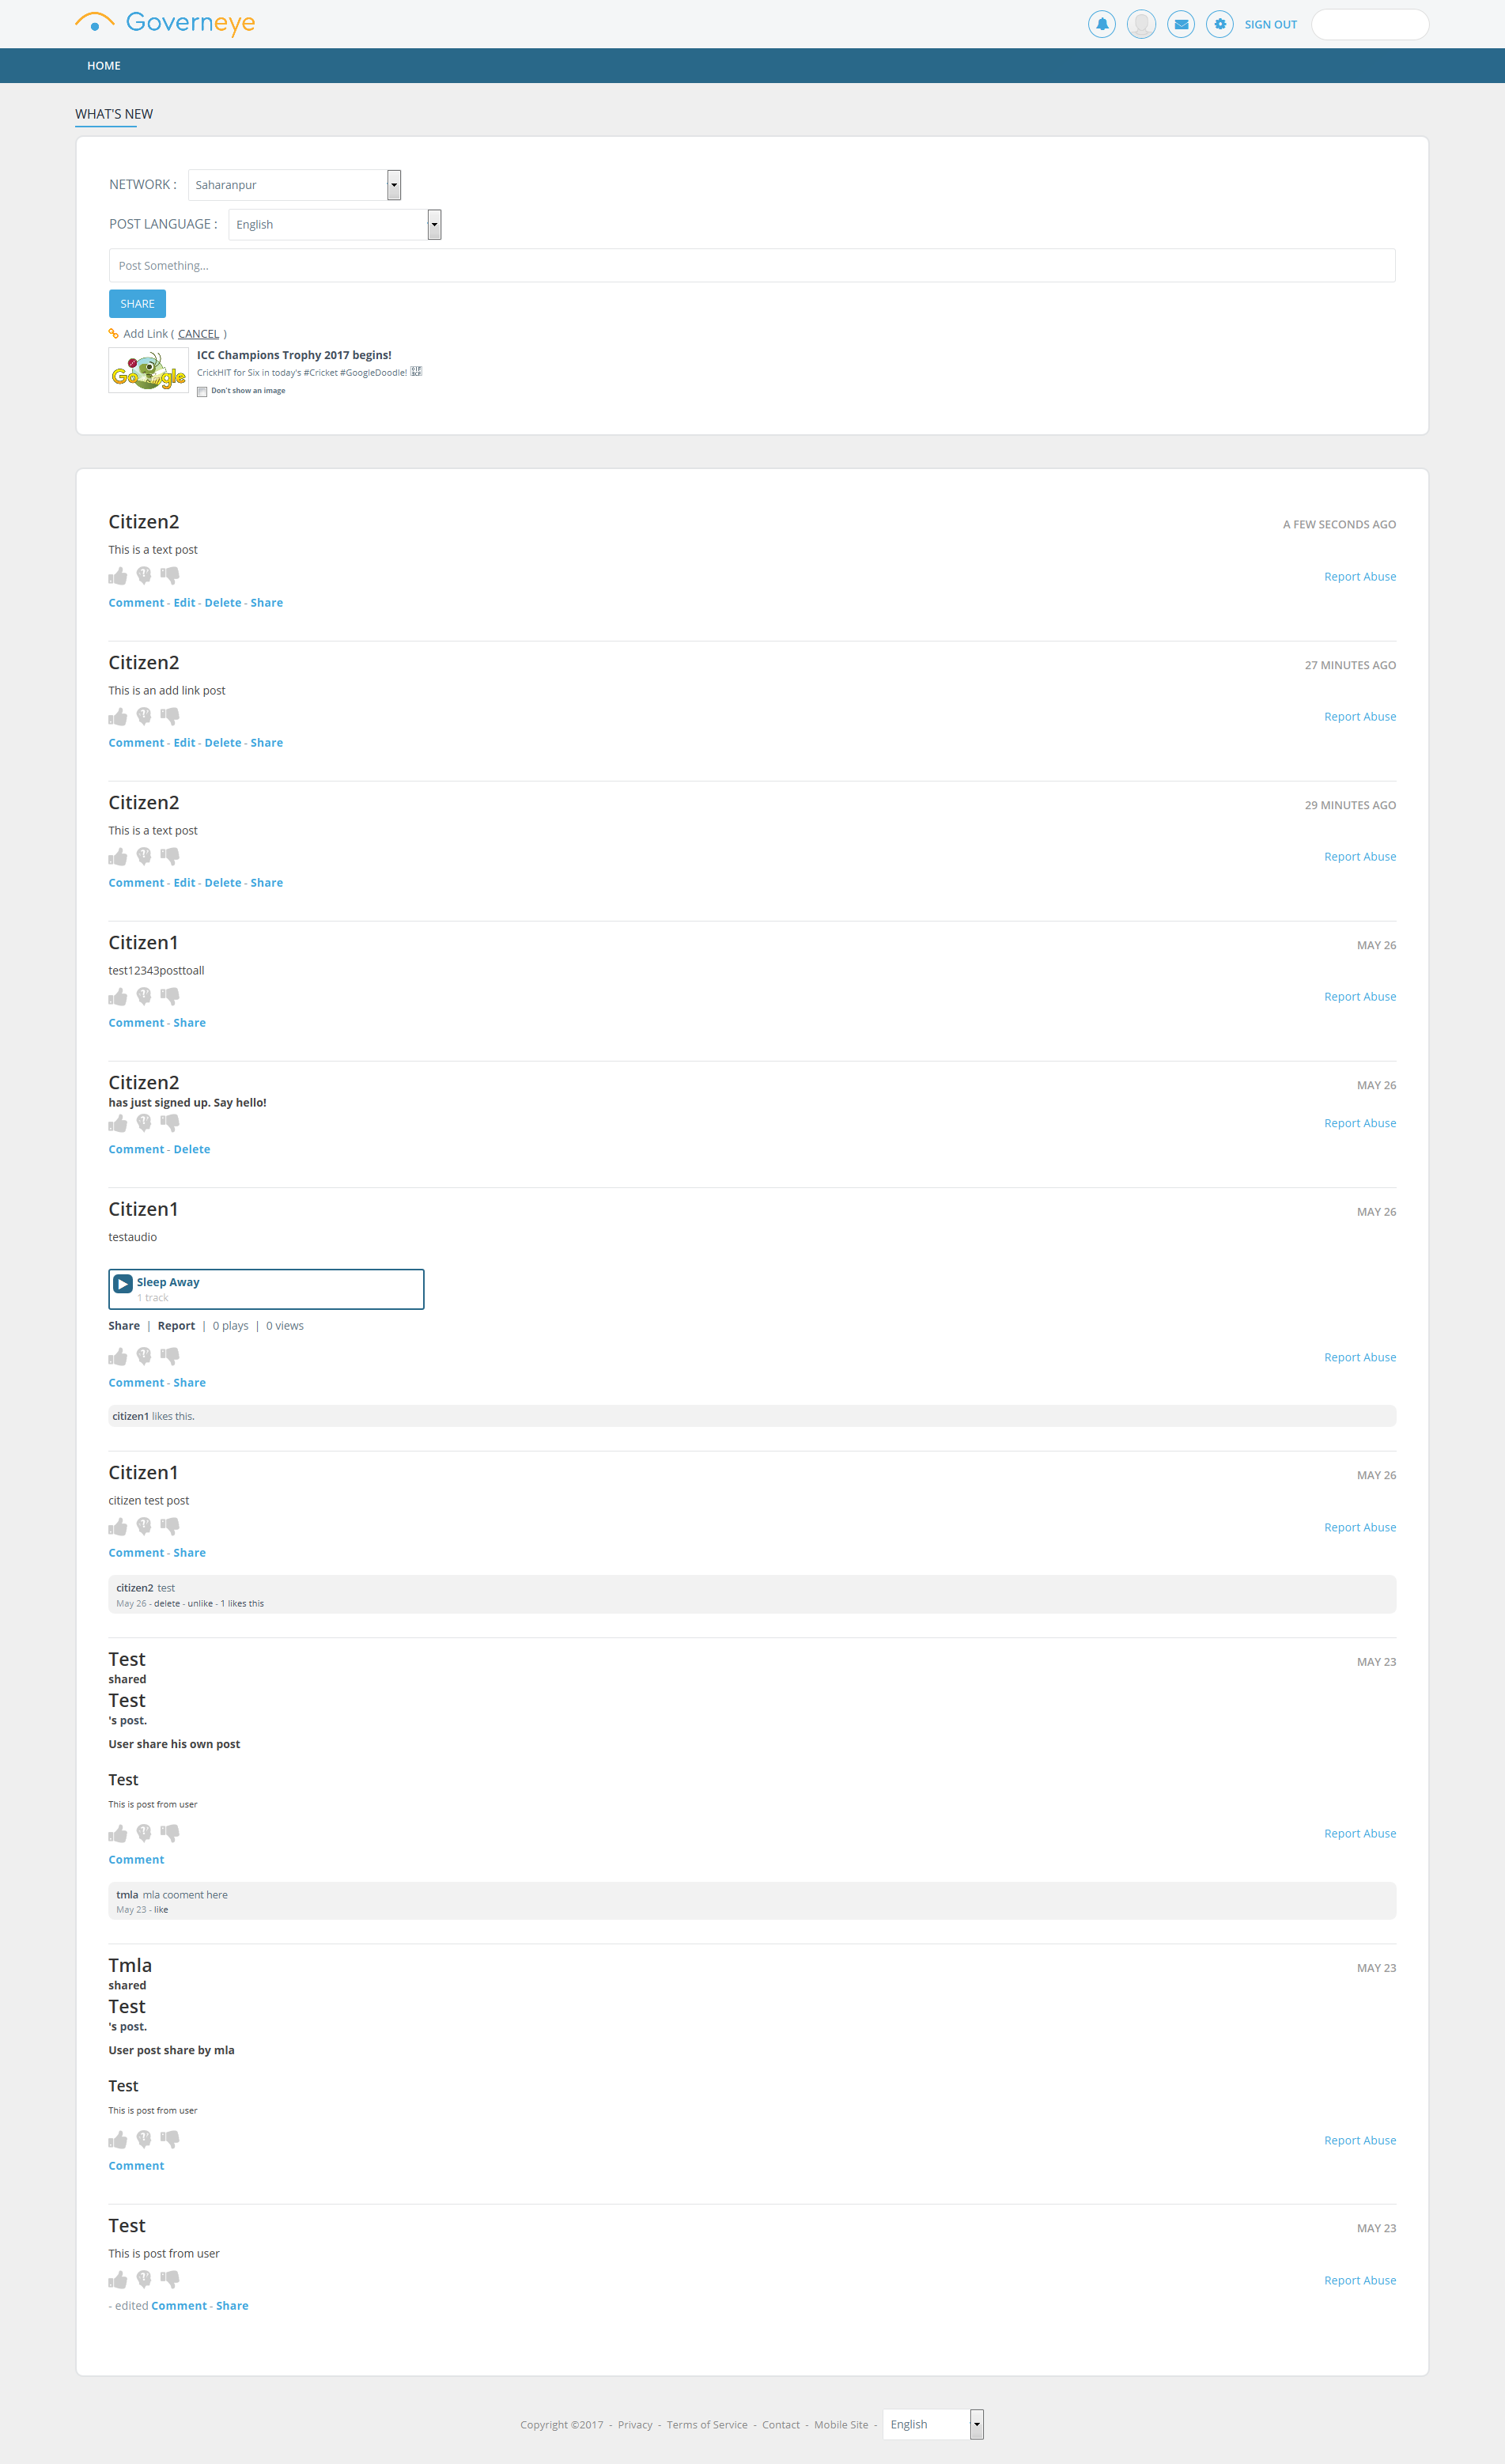 Governeye
SIGN OUT
HOME
WHAT'S NEW
NETWORK : Saharanpur
POST LANGUAGE : English
Post Something...
SHARE
Add Link ( CANCEL )
Google
ICC Champions Trophy 2017 begins!
CrickHIT for Six in today's #Cricket #GoogleDoodle!
Don't show an image
Citizen2 A FEW SECONDS AGO
This is a text post
Report Abuse
Comment - Edit - Delete - Share
Citizen2 27 MINUTES AGO
This is an add link post
Report Abuse
Comment - Edit - Delete - Share
Citizen2 29 MINUTES AGO
This is a text post
Report Abuse
Comment - Edit - Delete - Share
Citizen1 MAY 26
test12343posttoall
Report Abuse
Comment - Share
Citizen2 MAY 26
has just signed up. Say hello!
Report Abuse
Comment - Delete
Citizen1 MAY 26
testaudio
Sleep Away
1 track
Share | Report | 0 plays | 0 views
Report Abuse
Comment - Share
citizen1 likes this.
Citizen1 MAY 26
citizen test post
Report Abuse
Comment - Share
citizen2 test
May 26 - delete - unlike - 1 likes this
Test MAY 23
shared
Test
's post.
User share his own post
Test
This is post from user
Report Abuse
Comment
tmla mla cooment here
May 23 - like
Tmla MAY 23
shared
Test
's post.
User post share by mla
Test
This is post from user
Report Abuse
Comment
Test MAY 23
This is post from user
Report Abuse
- edited Comment - Share
Copyright ©2017 - Privacy - Terms of Service - Contact - Mobile Site - English